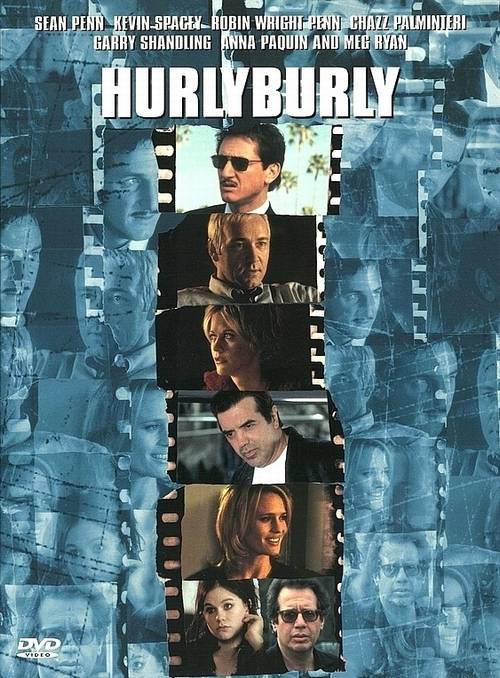 SEAN PENN KEVIN SPACEY ROBIN WRIGHT PENN CHAZZ PALMINTERI
GARRY SHANDLING ANNA PAQUIN AND MEG RYAN
HURLYBURLY
DVD
VIDEO